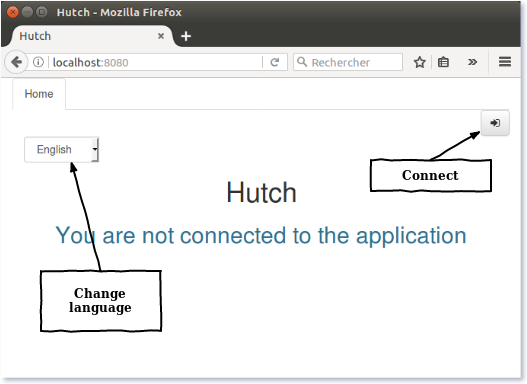 Hutch - Mozilla Firefox
Hutch
localhost:8080
Rechercher
Home
English
Connect
Hutch
You are not connected to the application
Change
language